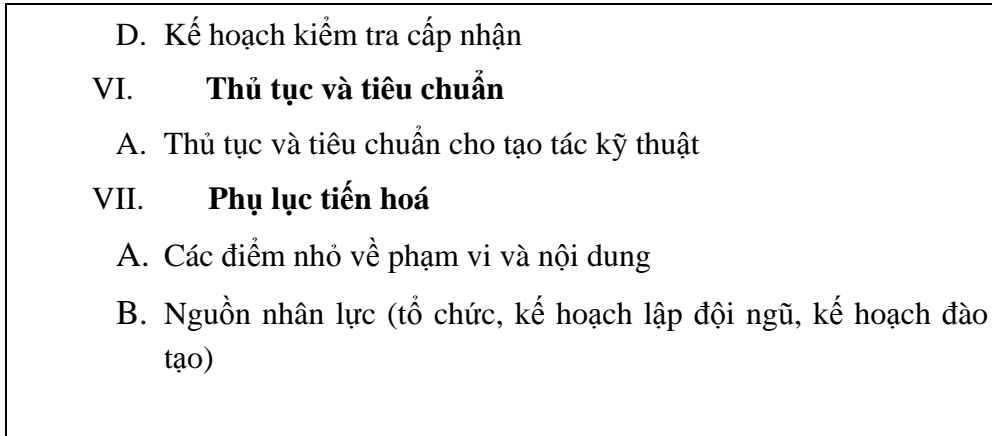 D. Kế hoạch kiểm tra cấp nhận
VI. Thủ tục và tiêu chuẩn
A. Thủ tục và tiêu chuẩn cho tạo tác kỹ thuật
VII. Phụ lục tiến hoá
A. Các điểm nhỏ về phạm vi và nội dung
B. Nguồn nhân lực (tổ chức, kế hoạch lập đội ngũ, kế hoạch đào
tạo)